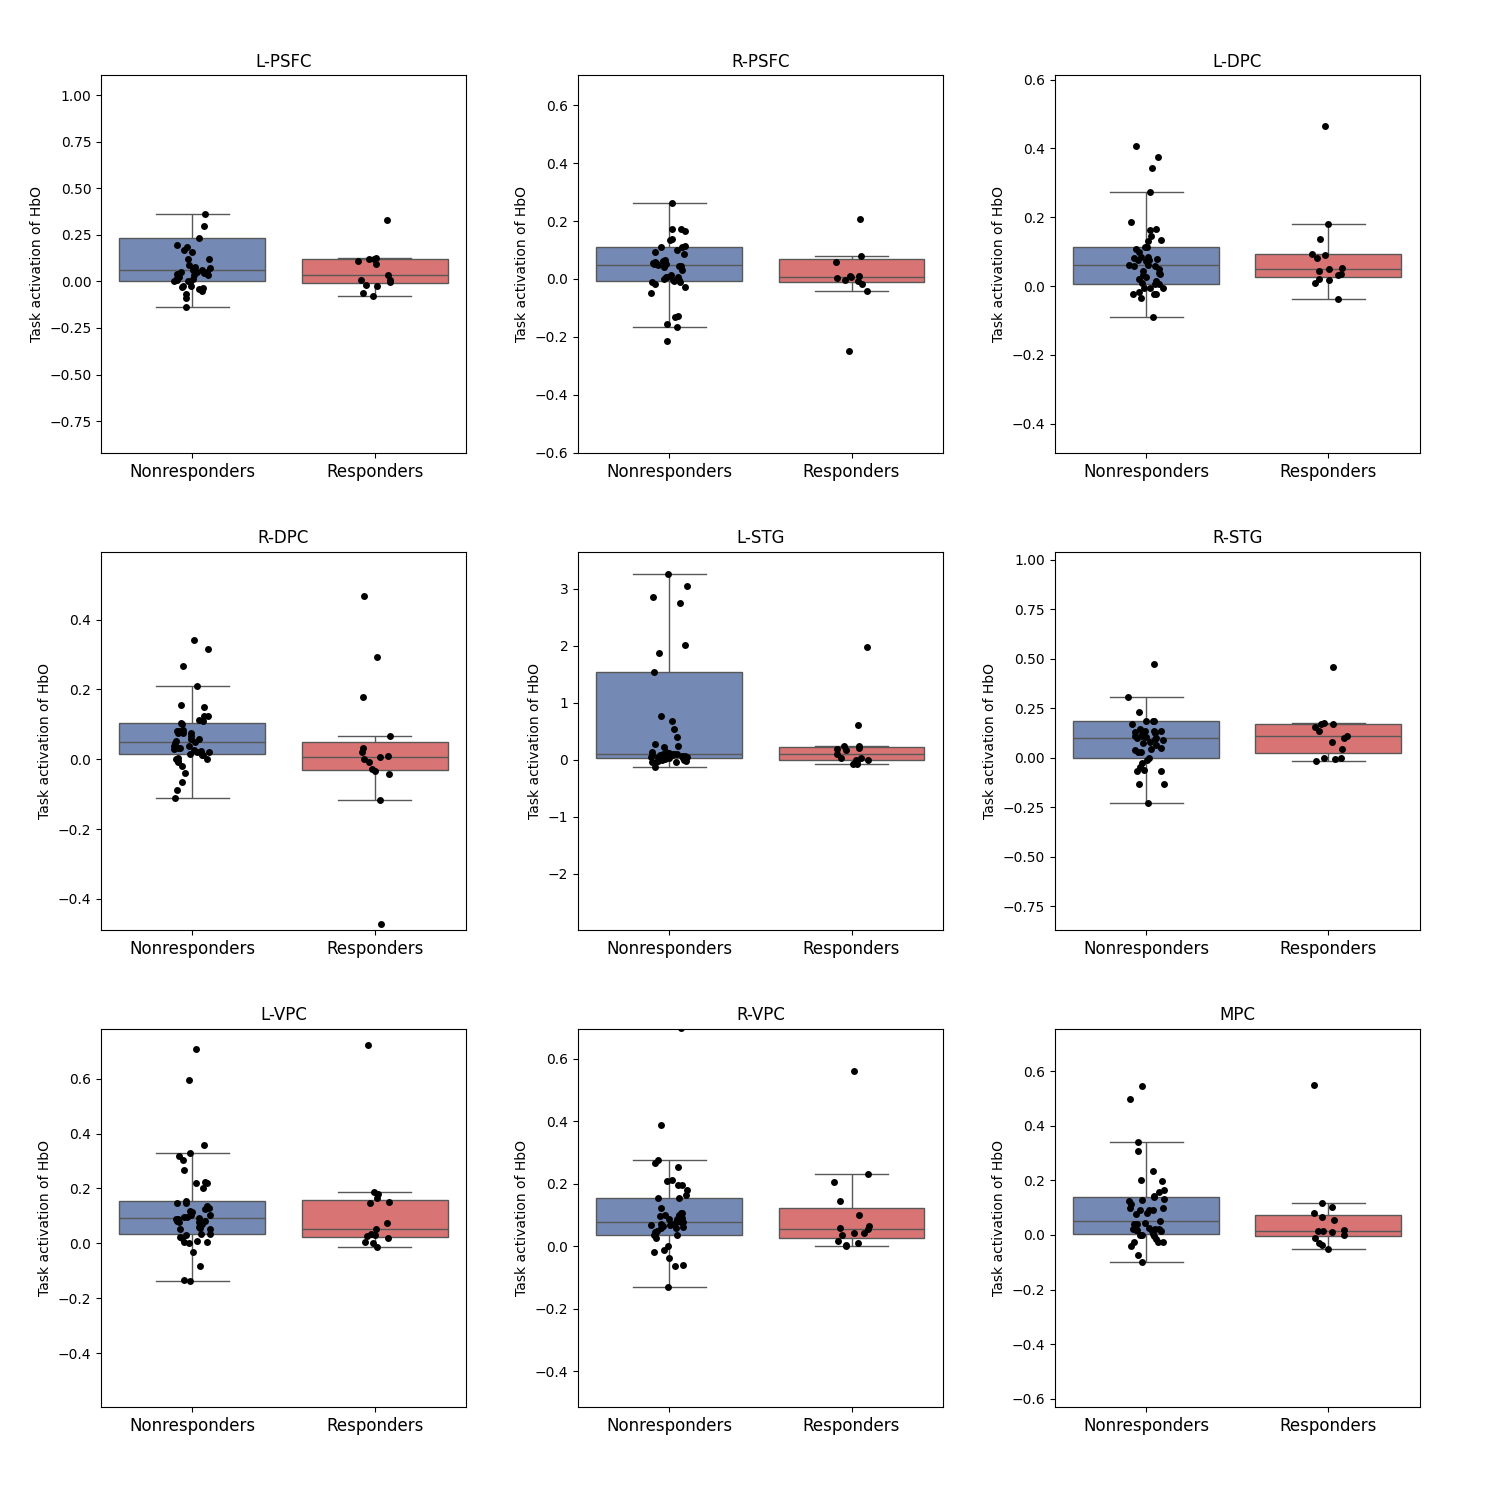 L-PSFC
R-PSFC
L-DPC
Task activation of HbO
1.00
0.75
0.50
0.25
0.00
−0.25
−0.50
−0.75
Nonresponders
Responders
Task activation of HbO
0.6
0.4
0.2
0.0
−0.2
−0.4
−0.6
Nonresponders
Responders
Task activation of HbO
0.6
0.4
0.2
0.0
−0.2
−0.4
Nonresponders
Responders
R-DPC
L-STG
R-STG
Task activation of HbO
0.4
0.2
0.0
−0.2
−0.4
Nonresponders
Responders
Task activation of HbO
3
2
1
0
−1
−2
Nonresponders
Responders
Task activation of HbO
1.00
0.75
0.50
0.25
0.00
−0.25
−0.50
−0.75
Nonresponders
Responders
L-VPC
R-VPC
MPC
Task activation of HbO
0.6
0.4
0.2
0.0
−0.2
−0.4
Nonresponders
Responders
Task activation of HbO
0.6
0.4
0.2
0.0
−0.2
−0.4
Nonresponders
Responders
Task activation of HbO
0.6
0.4
0.2
0.0
−0.2
−0.4
−0.6
Nonresponders
Responders